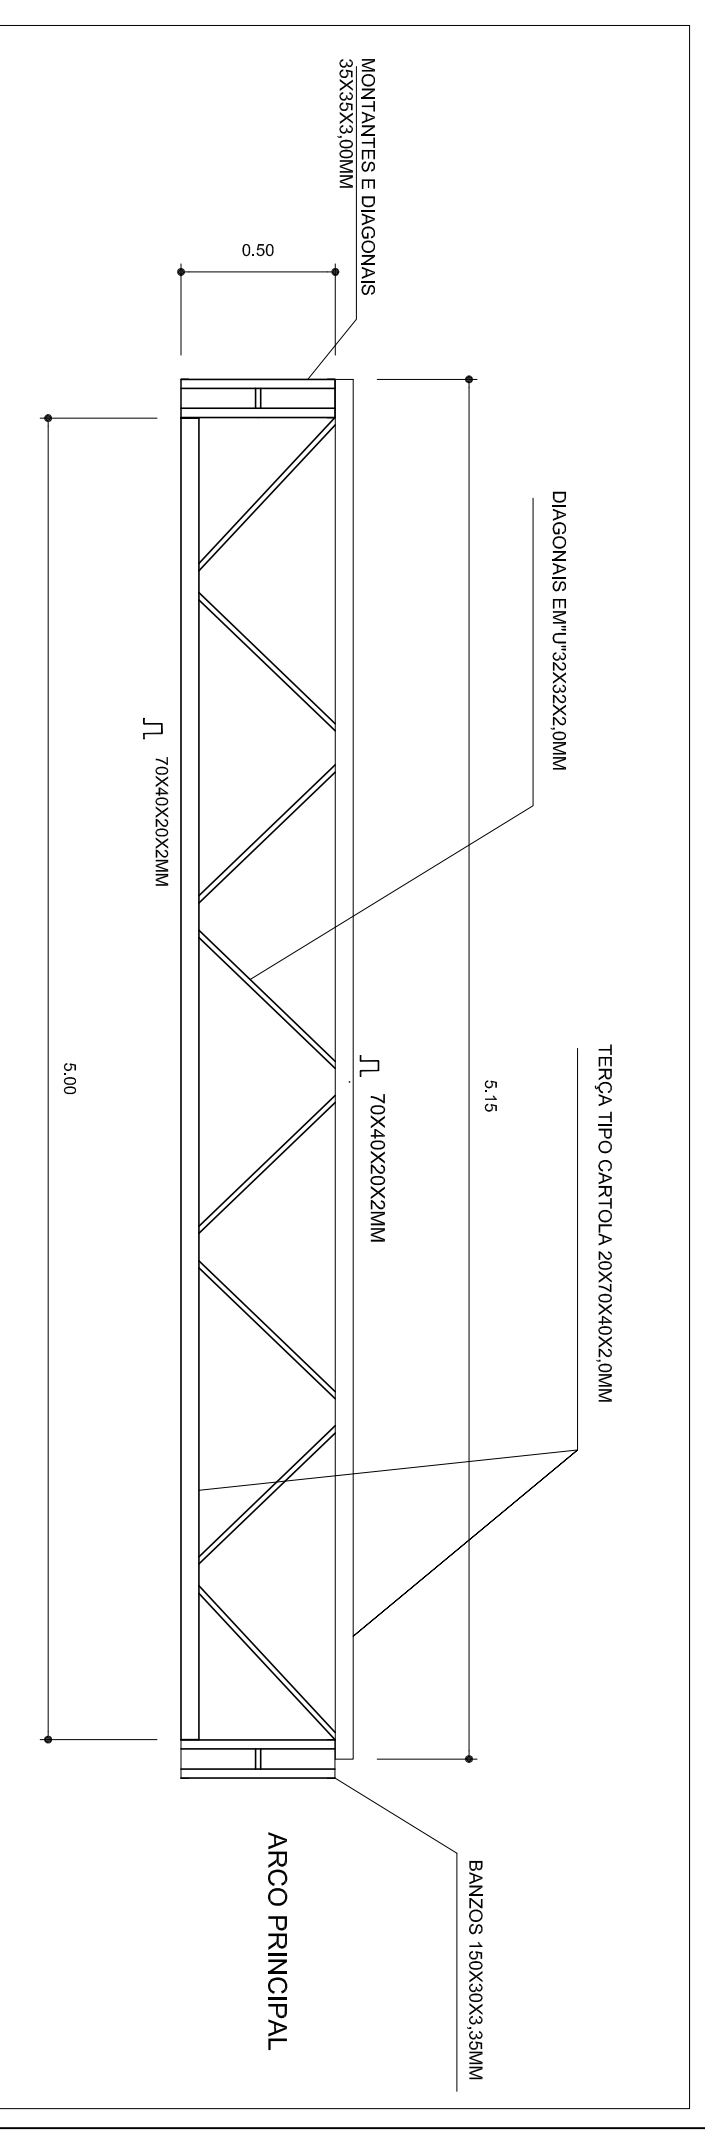 MONTANTES E DIAGONAIS
35X35X3,00MM
0.50
DIAGONAIS EM"U"32X32X2,0MM
70X40X20X2MM
5.00
TERÇA TIPO CARTOLA 20X70X40X2,0MM
5.15
70X40X20X2MM
BANZOS 150X30X3,35MM
ARCO PRINCIPAL